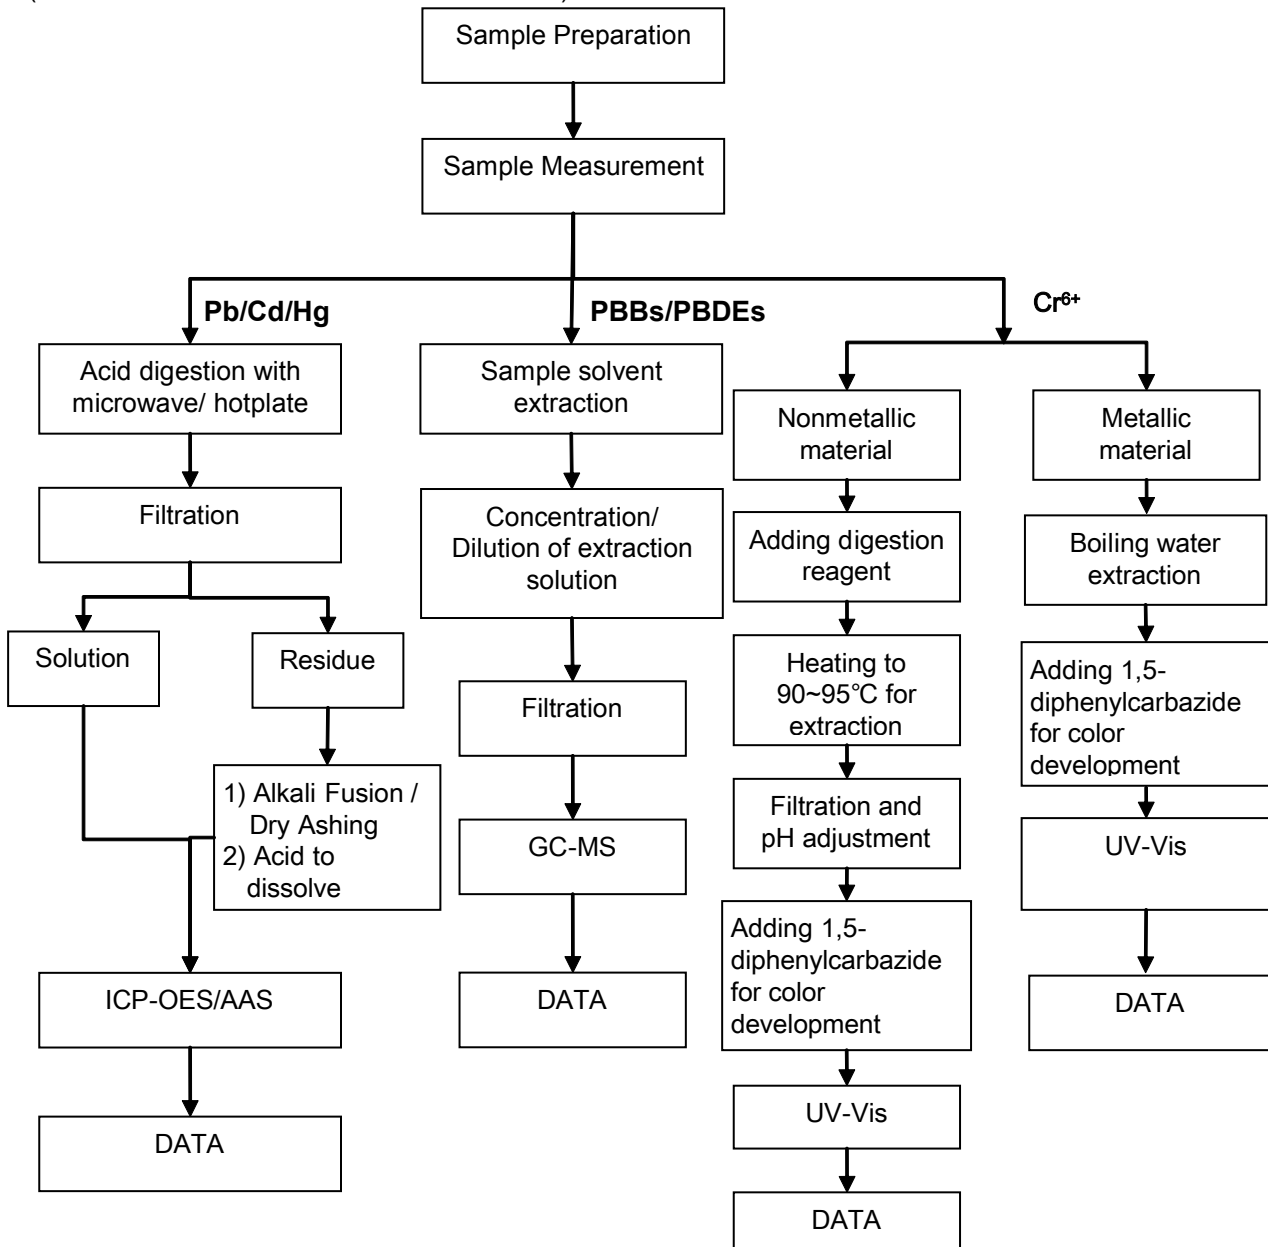 Sample Preparation
Sample Measurement
Pb/Cd/Hg
PBBs/PBDEs
Cr⁶⁺
Acid digestion with
microwave/ hotplate
Filtration
Solution
Residue
1) Alkali Fusion /
Dry Ashing
2) Acid to
dissolve
ICP-OES/AAS
DATA
Sample solvent
extraction
Concentration/
Dilution of extraction
solution
Filtration
GC-MS
DATA
Nonmetallic
material
Adding digestion
reagent
Heating to
90~95℃ for
extraction
Filtration and
pH adjustment
Adding 1,5-
diphenylcarbazide
for color
development
UV-Vis
DATA
Metallic
material
Boiling water
extraction
Adding 1,5-
diphenylcarbazide
for color
development
UV-Vis
DATA